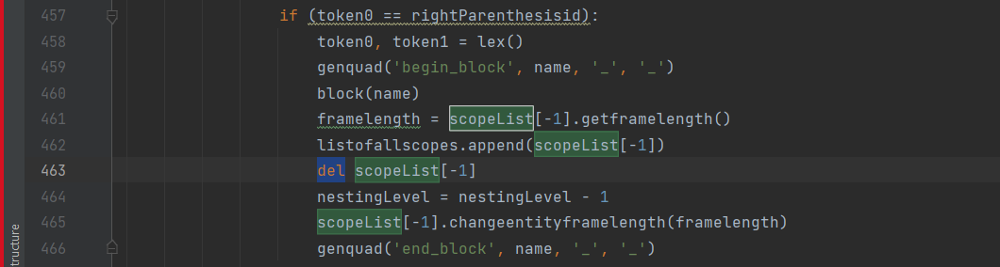 457 if (token0 == rightParenthesisid):
458 token0, token1 = lex()
459 genquad('begin_block', name, '_', '_')
460 block(name)
461 framelength = scopeList[-1].getframelength()
462 listofallscopes.append(scopeList[-1])
463 del scopeList[-1]
464 nestingLevel = nestingLevel - 1
465 scopeList[-1].changeentityframelength(framelength)
466 genquad('end_block', name, '_', '_')
tructure